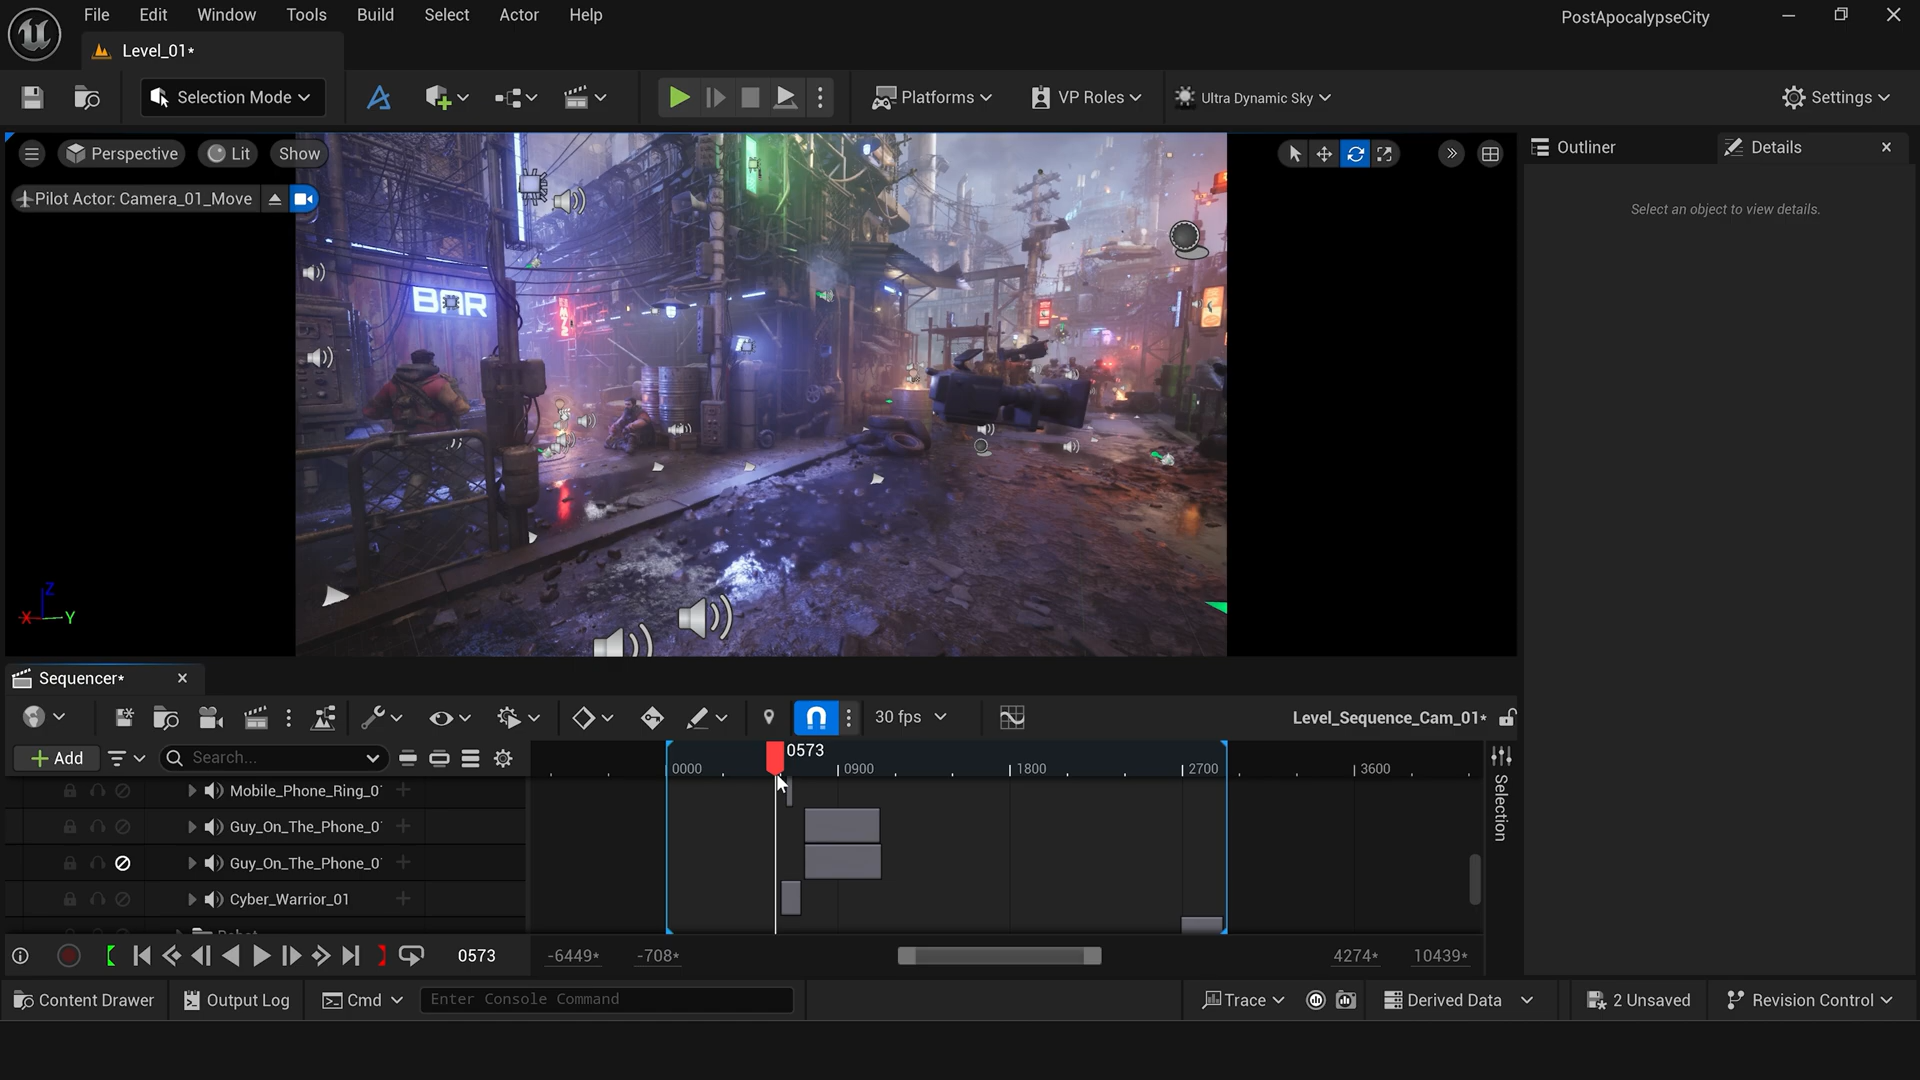 File Edit Window Tools Build Select Actor Help
PostApocalypseCity
Level_01*
Selection Mode
Platforms
VP Roles
Ultra Dynamic Sky
Settings
Perspective
Lit
Show
Pilot Actor: Camera_01_Move
BAR
Z
X
Y
Outliner
Details
Select an object to view details.
Sequencer*
30 fps
Level_Sequence_Cam_01*
+ Add
Search...
0573
0000 0900 1800 2700 3600
Mobile_Phone_Ring_0
Guy_On_The_Phone_0
Guy_On_The_Phone_0
Cyber_Warrior_01
Selection
0573
-6449*
-708*
4274*
10439*
Content Drawer
Output Log
Cmd
Enter Console Command
Trace
Derived Data
2 Unsaved
Revision Control